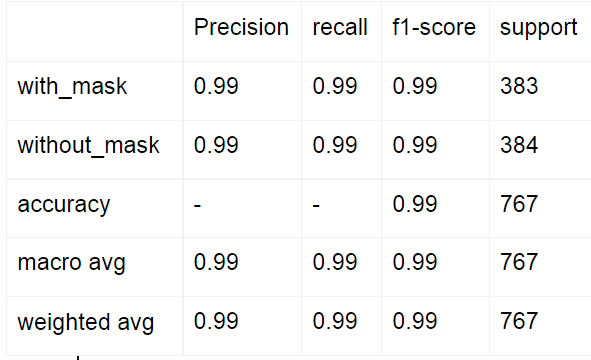 Precision recall f1-score support
with_mask 0.99 0.99 0.99 383
without_mask 0.99 0.99 0.99 384
accuracy - - 0.99 767
macro avg 0.99 0.99 0.99 767
weighted avg 0.99 0.99 0.99 767